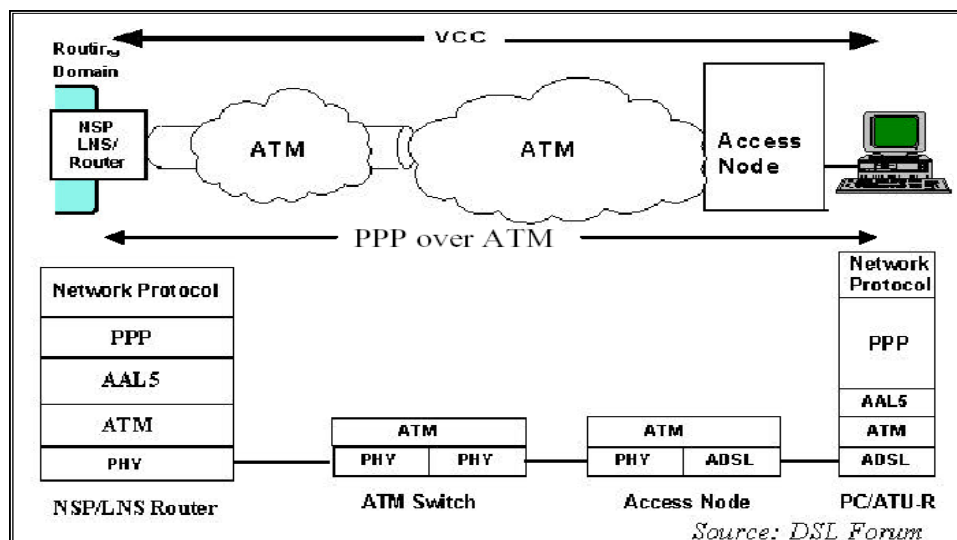 VCC
Routing
Domain
NSP
LNS/
Router
ATM
ATM
Access
Node
PPP over ATM
Network Protocol
PPP
AAL5
ATM
PHY
NSP/LNS Router
ATM
PHY PHY
ATM Switch
ATM
PHY ADSL
Access Node
Network
Protocol
PPP
AAL5
ATM
ADSL
PC/ATU-R
Source: DSL Forum